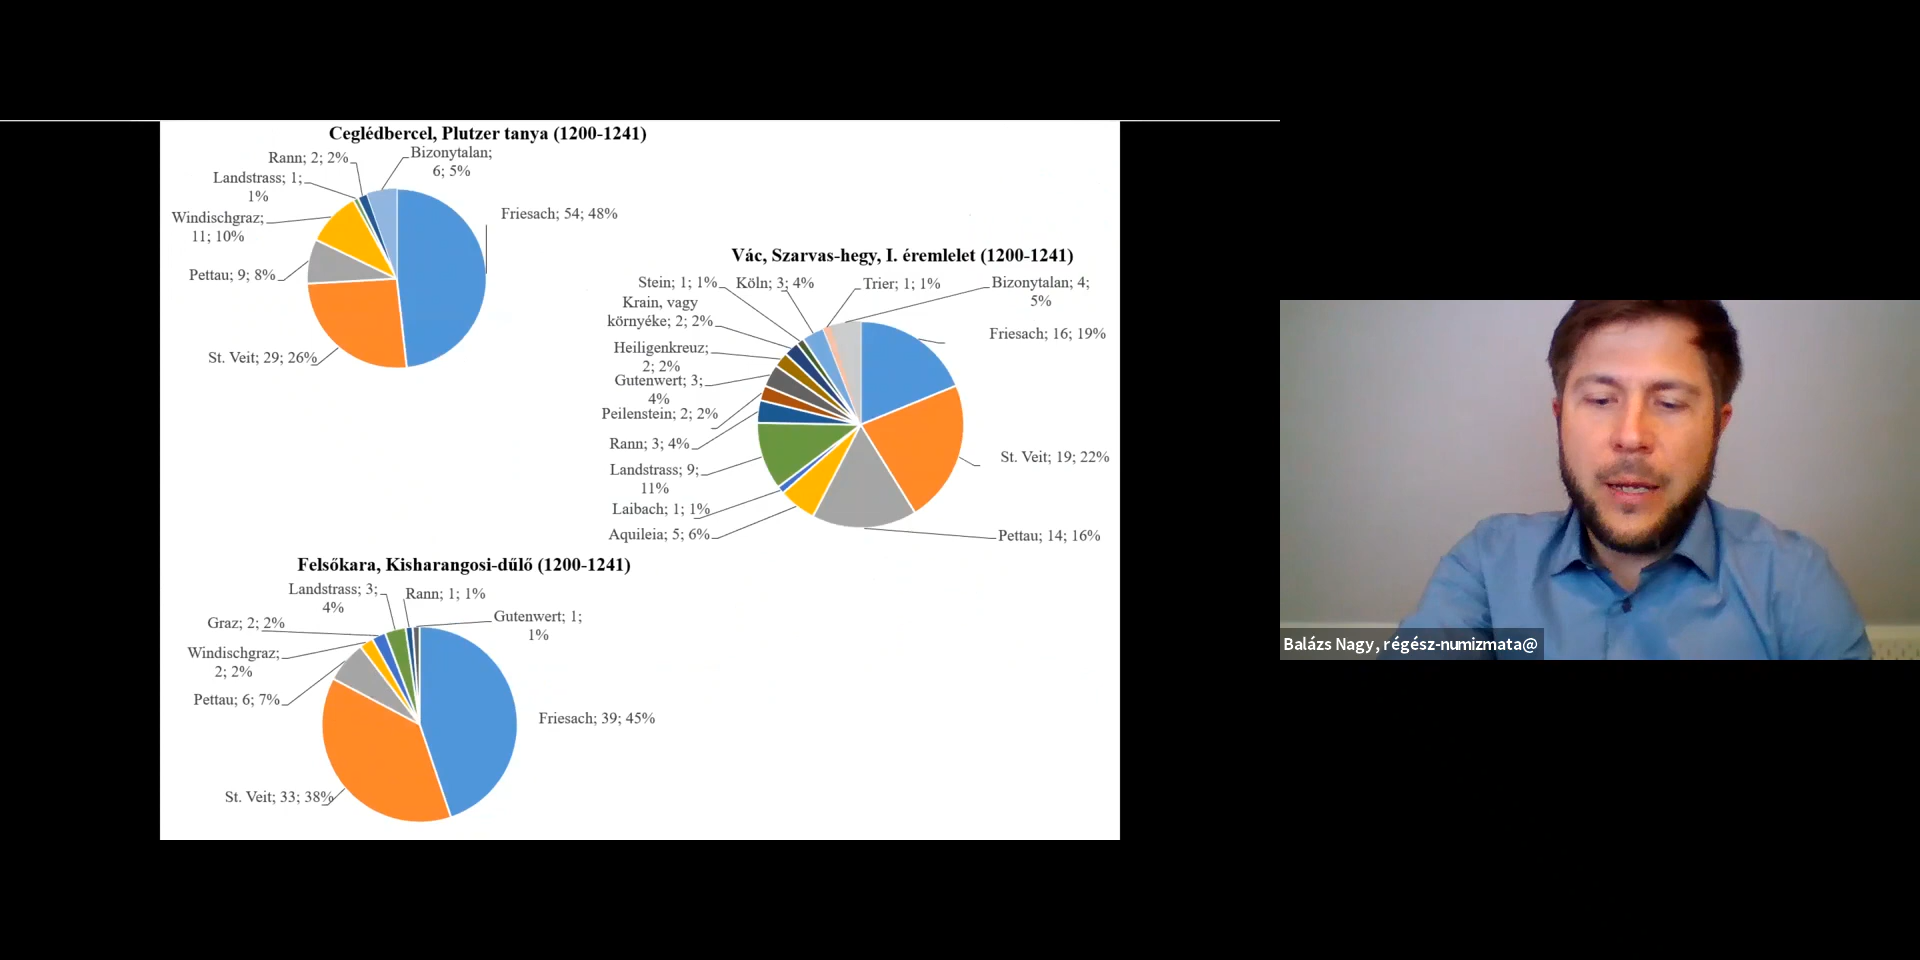 Ceglédbercel, Plutzer tanya (1200-1241)
Rann; 2; 2%
Bizonytalan;
6; 5%
Landstrass; 1;
1%
Windischgraz;
11; 10%
Friesach; 54; 48%
Pettau; 9; 8%
St. Veit; 29; 26%
Vác, Szarvas-hegy, I. éremlelet (1200-1241)
Stein; 1; 1%
Köln; 3; 4%
Trier; 1; 1%
Bizonytalan; 4;
5%
Krain, vagy
környéke; 2; 2%
Friesach; 16; 19%
Heiligenkreuz;
2; 2%
Gutenwert; 3;
4%
Peilenstein; 2; 2%
Rann; 3; 4%
St. Veit; 19; 22%
Landstrass; 9;
11%
Laibach; 1; 1%
Aquileia; 5; 6%
Pettau; 14; 16%
Felsőkara, Kisharangosi-dűlő (1200-1241)
Landstrass; 3;
4%
Rann; 1; 1%
Gutenwert; 1;
1%
Graz; 2; 2%
Windischgraz;
2; 2%
Pettau; 6; 7%
Friesach; 39; 45%
St. Veit; 33; 38%
Balázs Nagy, régész-numizmata@